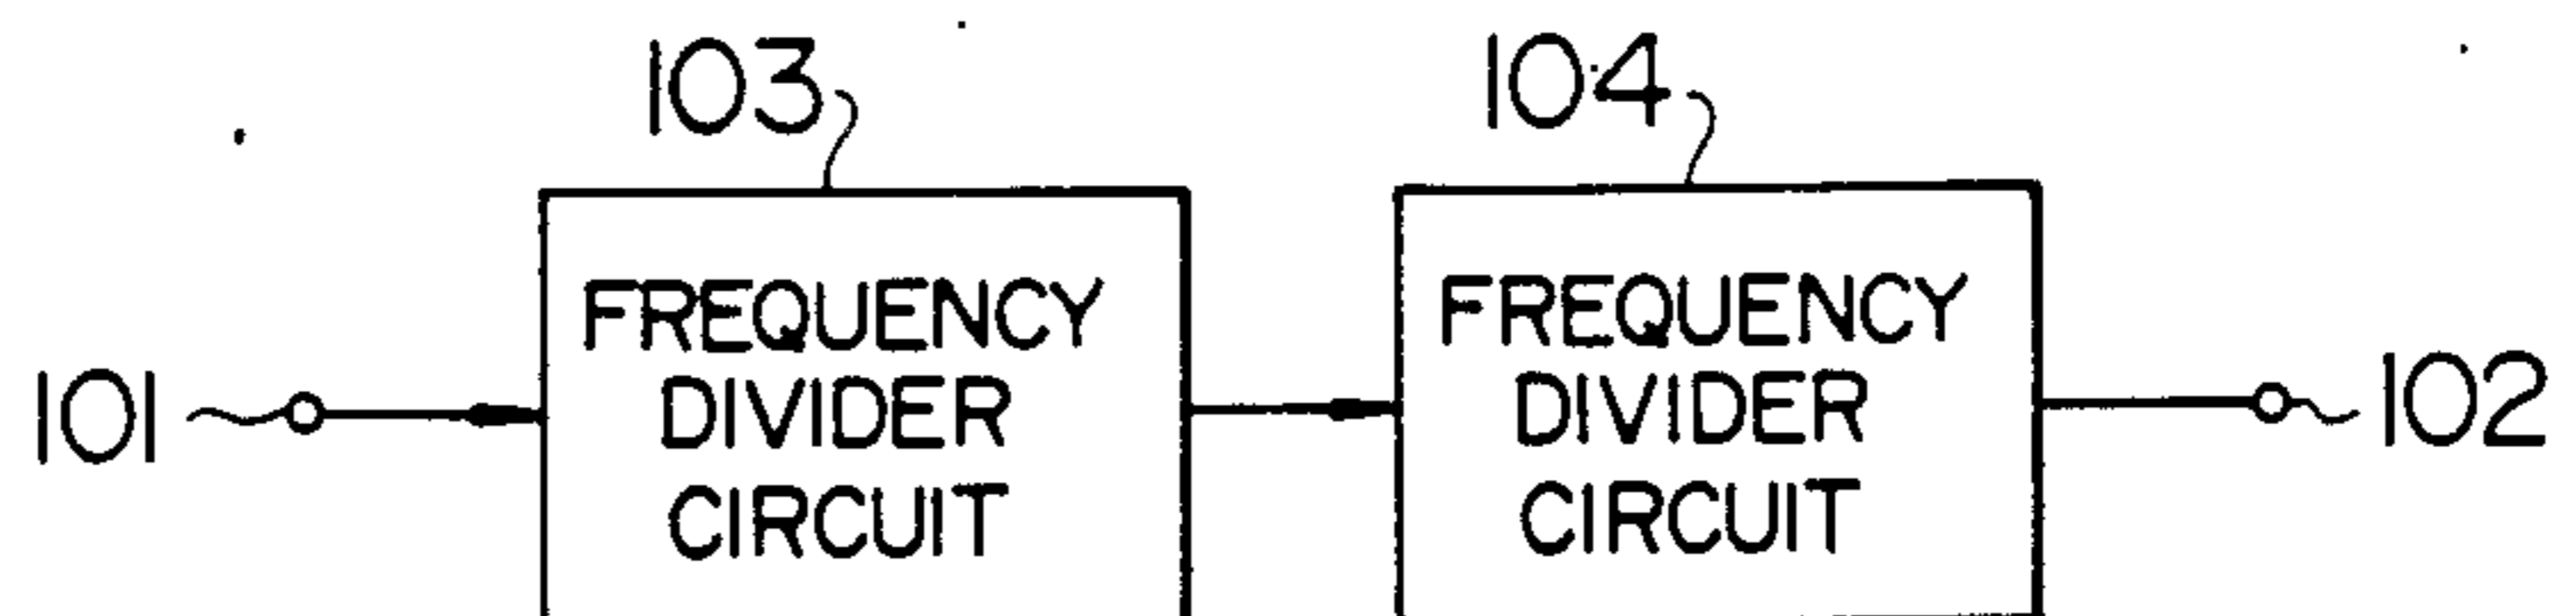 103
104
FREQUENCY
DIVIDER
CIRCUIT
FREQUENCY
DIVIDER
CIRCUIT
101
102